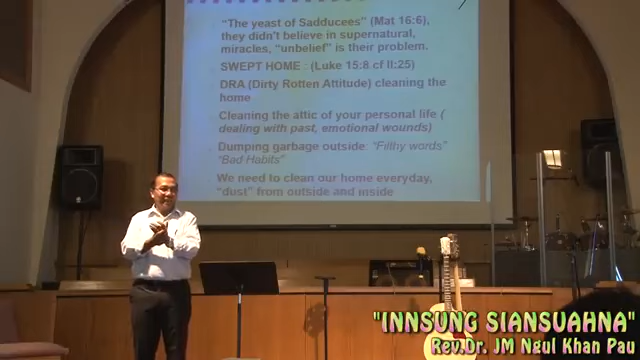 "The yeast of Sadducees" (Mat 16:6),
they didn't believe in supernatural,
miracles, "unbelief" is their problem.
SWEPT HOME : (Luke 15:8 cf II:25)
DRA (Dirty Rotten Attitude) cleaning the
home
Cleaning the attic of your personal life (
dealing with past, emotional wounds)
Dumping garbage outside: "Filthy words"
"Bad Habits"
We need to clean our home everyday,
"dust" from outside and inside
"INNSUNG SIANSUAHNA"
Rev.Dr. JM Ngul Khan Pau